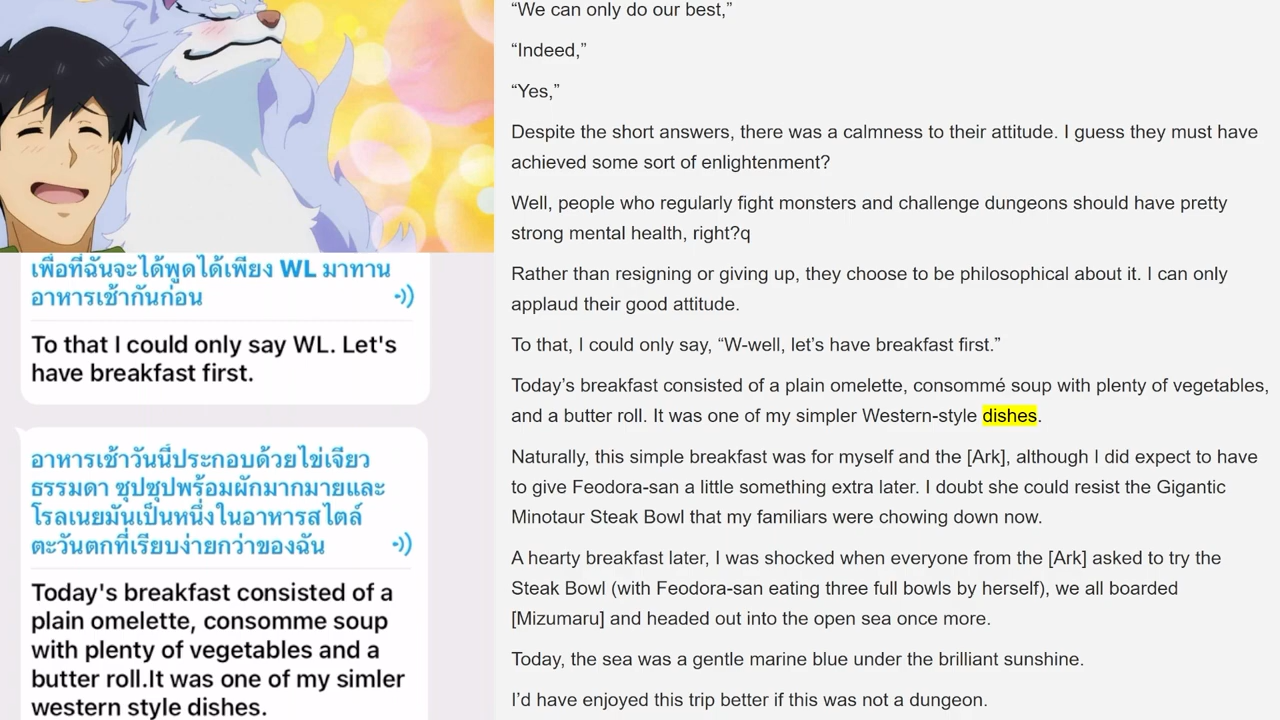 “We can only do our best,”
“Indeed,”
“Yes,”
Despite the short answers, there was a calmness to their attitude. I guess they must have
achieved some sort of enlightenment?
Well, people who regularly fight monsters and challenge dungeons should have pretty
strong mental health, right?q
Rather than resigning or giving up, they choose to be philosophical about it. I can only
applaud their good attitude.
To that, I could only say, “W-well, let’s have breakfast first.”
Today’s breakfast consisted of a plain omelette, consommé soup with plenty of vegetables,
and a butter roll. It was one of my simpler Western-style dishes.
Naturally, this simple breakfast was for myself and the [Ark], although I did expect to have
to give Feodora-san a little something extra later. I doubt she could resist the Gigantic
Minotaur Steak Bowl that my familiars were chowing down now.
A hearty breakfast later, I was shocked when everyone from the [Ark] asked to try the
Steak Bowl (with Feodora-san eating three full bowls by herself), we all boarded
[Mizumaru] and headed out into the open sea once more.
Today, the sea was a gentle marine blue under the brilliant sunshine.
I’d have enjoyed this trip better if this was not a dungeon.
เพื่อที่ฉันจะได้พูดได้เพียง WL มาทาน
อาหารเช้ากันก่อน
To that I could only say WL. Let's
have breakfast first.
อาหารเช้าวันนี้ประกอบด้วยไข่เจียว
ธรรมดา ซุปซุปพร้อมผักมากมายและ
โรลเนยมันเป็นหนึ่งในอาหารสไตล์
ตะวันตกที่เรียบง่ายกว่าของฉัน
Today's breakfast consisted of a
plain omelette, consomme soup
with plenty of vegetables and a
butter roll.It was one of my simler
western style dishes.